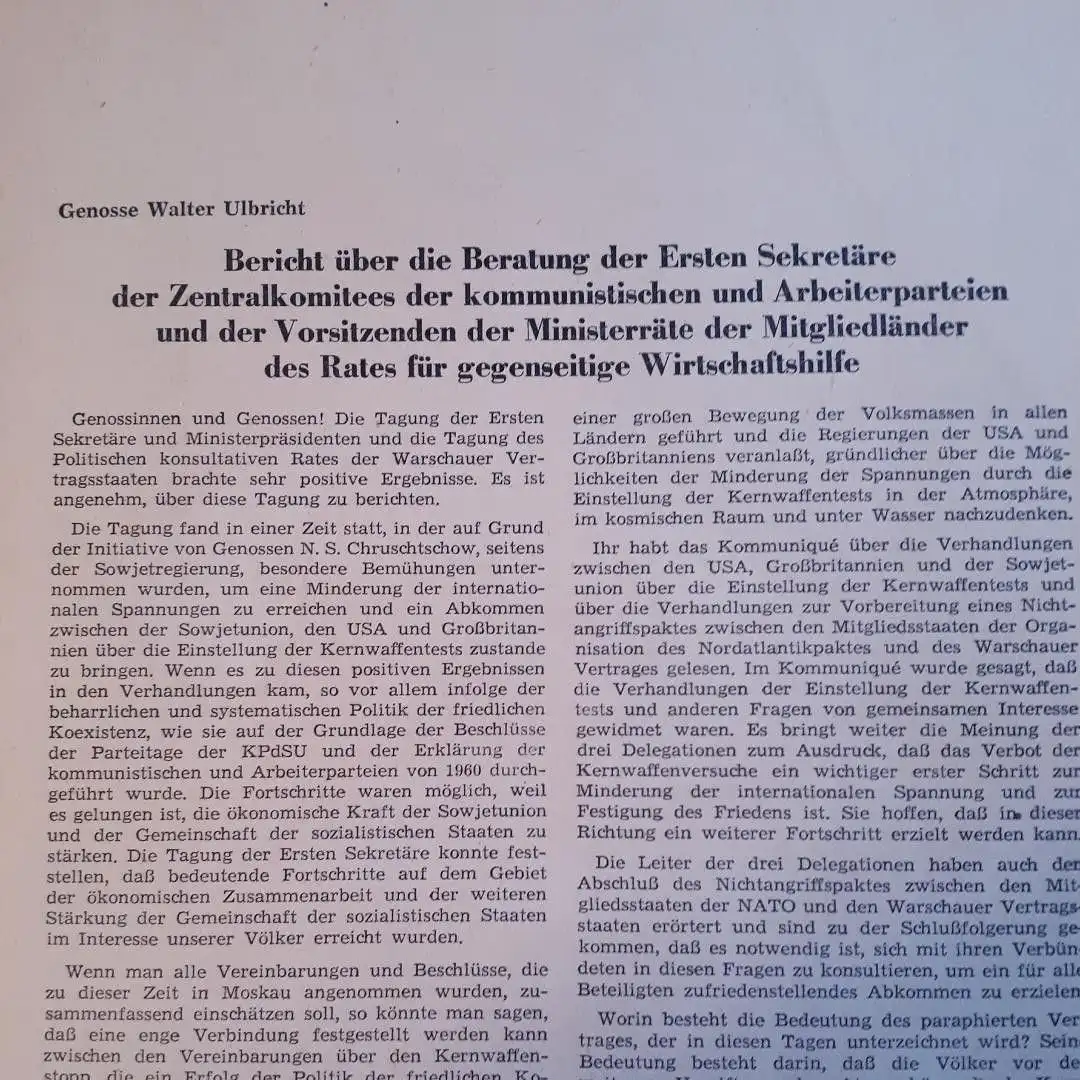 Genosse Walter Ulbricht
Bericht über die Beratung der Ersten Sekretäre
der Zentralkomitees der kommunistischen und Arbeiterparteien
und der Vorsitzenden der Ministerräte der Mitgliedländer
des Rates für gegenseitige Wirtschaftshilfe
Genossinnen und Genossen! Die Tagung der Ersten
Sekretäre und Ministerpräsidenten und die Tagung des
Politischen konsultativen Rates der Warschauer Ver-
tragsstaaten brachte sehr positive Ergebnisse. Es ist
angenehm, über diese Tagung zu berichten.
Die Tagung fand in einer Zeit statt, in der auf Grund
der Initiative von Genossen N. S. Chruschtschow, seitens
der Sowjetregierung, besondere Bemühungen unter-
nommen wurden, um eine Minderung der internatio-
nalen Spannungen zu erreichen und ein Abkommen
zwischen der Sowjetunion, den USA und Großbritan-
nien über die Einstellung der Kernwaffentests zustande
zu bringen. Wenn es zu diesen positiven Ergebnissen
in den Verhandlungen kam, so vor allem infolge der
beharrlichen und systematischen Politik der friedlichen
Koexistenz, wie sie auf der Grundlage der Beschlüsse
der Parteitage der KPdSU und der Erklärung der
kommunistischen und Arbeiterparteien von 1960 durch-
geführt wurde. Die Fortschritte waren möglich, weil
es gelungen ist, die ökonomische Kraft der Sowjetunion
und der Gemeinschaft der sozialistischen Staaten zu
stärken. Die Tagung der Ersten Sekretäre konnte fest-
stellen, daß bedeutende Fortschritte auf dem Gebiet
der ökonomischen Zusammenarbeit und der weiteren
Stärkung der Gemeinschaft der sozialistischen Staaten
im Interesse unserer Völker erreicht wurden.
Wenn man alle Vereinbarungen und Beschlüsse, die
zu dieser Zeit in Moskau angenommen wurden, zu-
sammenfassend einschätzen soll, so könnte man sagen,
daß eine enge Verbindung festgestellt werden kann
zwischen den Vereinbarungen über den Kernwaffen-
stopp, die ein Erfolg der Politik der friedlichen Ko-
einer großen Bewegung der Volksmassen in allen
Ländern geführt und die Regierungen der USA und
Großbritanniens veranlaßt, gründlicher über die Mög-
lichkeiten der Minderung der Spannungen durch die
Einstellung der Kernwaffentests in der Atmosphäre,
im kosmischen Raum und unter Wasser nachzudenken.
Ihr habt das Kommuniqué über die Verhandlungen
zwischen den USA, Großbritannien und der Sowjet-
union über die Einstellung der Kernwaffentests und
über die Verhandlungen zur Vorbereitung eines Nicht-
angriffspaktes zwischen den Mitgliedsstaaten der Orga-
nisation des Nordatlantikpaktes und des Warschauer
Vertrages gelesen. Im Kommuniqué wurde gesagt, daß
die Verhandlungen der Einstellung der Kernwaffen-
tests und anderen Fragen von gemeinsamen Interesse
gewidmet waren. Es bringt weiter die Meinung der
drei Delegationen zum Ausdruck, daß das Verbot der
Kernwaffenversuche ein wichtiger erster Schritt zur
Minderung der internationalen Spannung und zur
Festigung des Friedens ist. Sie hoffen, daß in dieser
Richtung ein weiterer Fortschritt erzielt werden kann.
Die Leiter der drei Delegationen haben auch den
Abschluß des Nichtangriffspaktes zwischen den Mit-
gliedsstaaten der NATO und den Warschauer Vertrags-
staaten erörtert und sind zu der Schlußfolgerung ge-
kommen, daß es notwendig ist, sich mit ihren Verbün-
deten in diesen Fragen zu konsultieren, um ein für alle
Beteiligten zufriedenstellendes Abkommen zu erzielen
Worin besteht die Bedeutung des paraphierten Ver
trages, der in diesen Tagen unterzeichnet wird? Sein
Bedeutung besteht darin, daß die Völker vor de